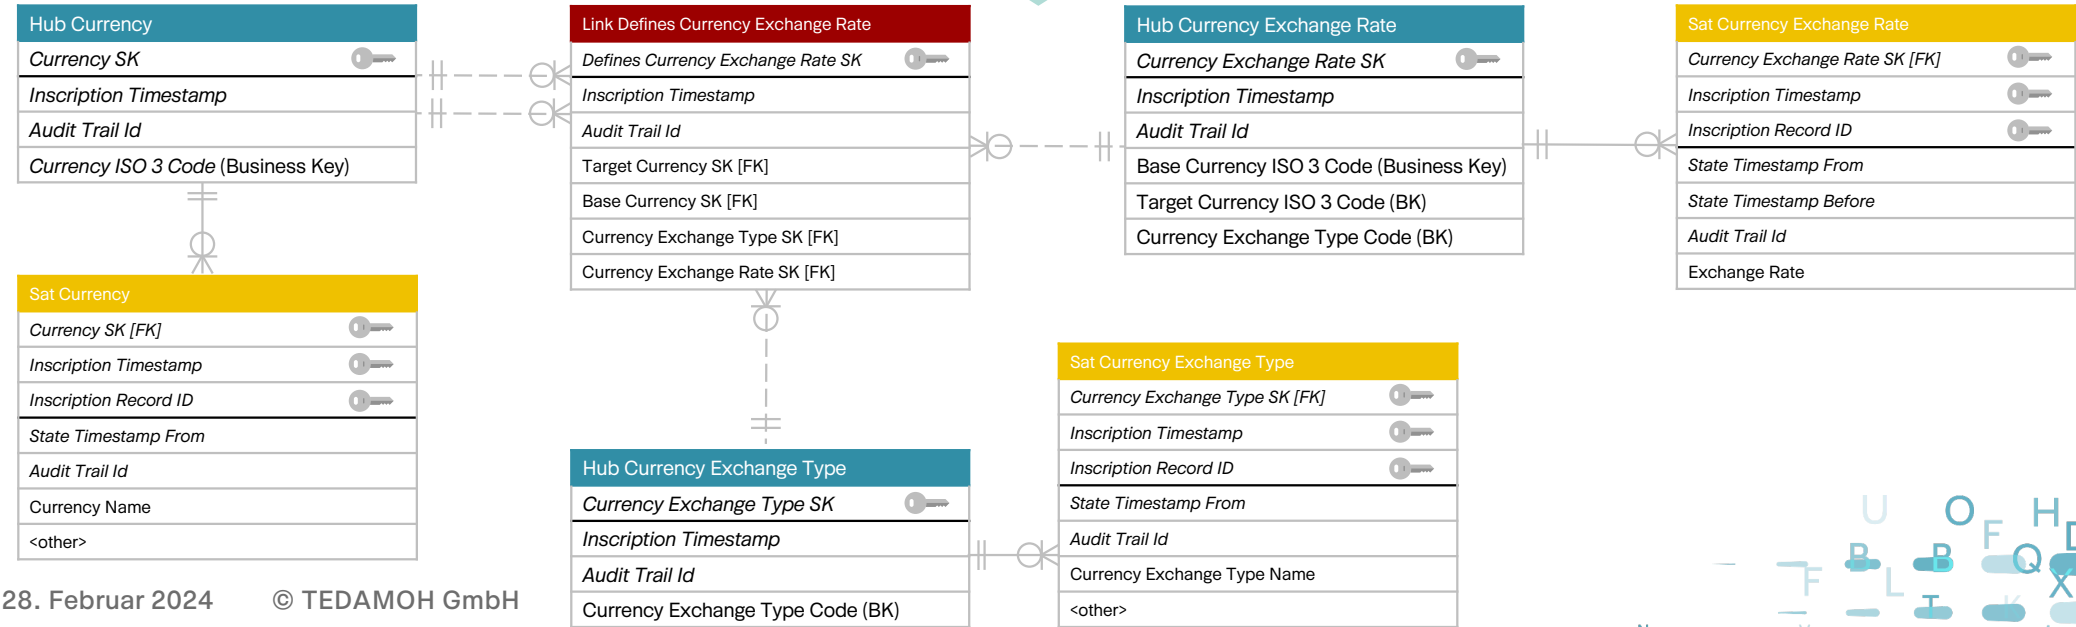 Hub Currency
Currency SK
Inscription Timestamp
Audit Trail Id
Currency ISO 3 Code (Business Key)
Link Defines Currency Exchange Rate
Defines Currency Exchange Rate SK
Inscription Timestamp
Audit Trail Id
Target Currency SK [FK]
Base Currency SK [FK]
Currency Exchange Type SK [FK]
Currency Exchange Rate SK [FK]
Hub Currency Exchange Rate
Currency Exchange Rate SK
Inscription Timestamp
Audit Trail Id
Base Currency ISO 3 Code (Business Key)
Target Currency ISO 3 Code (BK)
Currency Exchange Type Code (BK)
Sat Currency Exchange Rate
Currency Exchange Rate SK [FK]
Inscription Timestamp
Inscription Record ID
State Timestamp From
State Timestamp Before
Audit Trail Id
Exchange Rate
Sat Currency
Currency SK [FK]
Inscription Timestamp
Inscription Record ID
State Timestamp From
Audit Trail Id
Currency Name
<other>
Hub Currency Exchange Type
Currency Exchange Type SK
Inscription Timestamp
Audit Trail Id
Currency Exchange Type Code (BK)
Sat Currency Exchange Type
Currency Exchange Type SK [FK]
Inscription Timestamp
Inscription Record ID
State Timestamp From
Audit Trail Id
Currency Exchange Type Name
<other>
28. Februar 2024 © TEDAMOH GmbH
U O H
F D
B B Q
F L X
T K